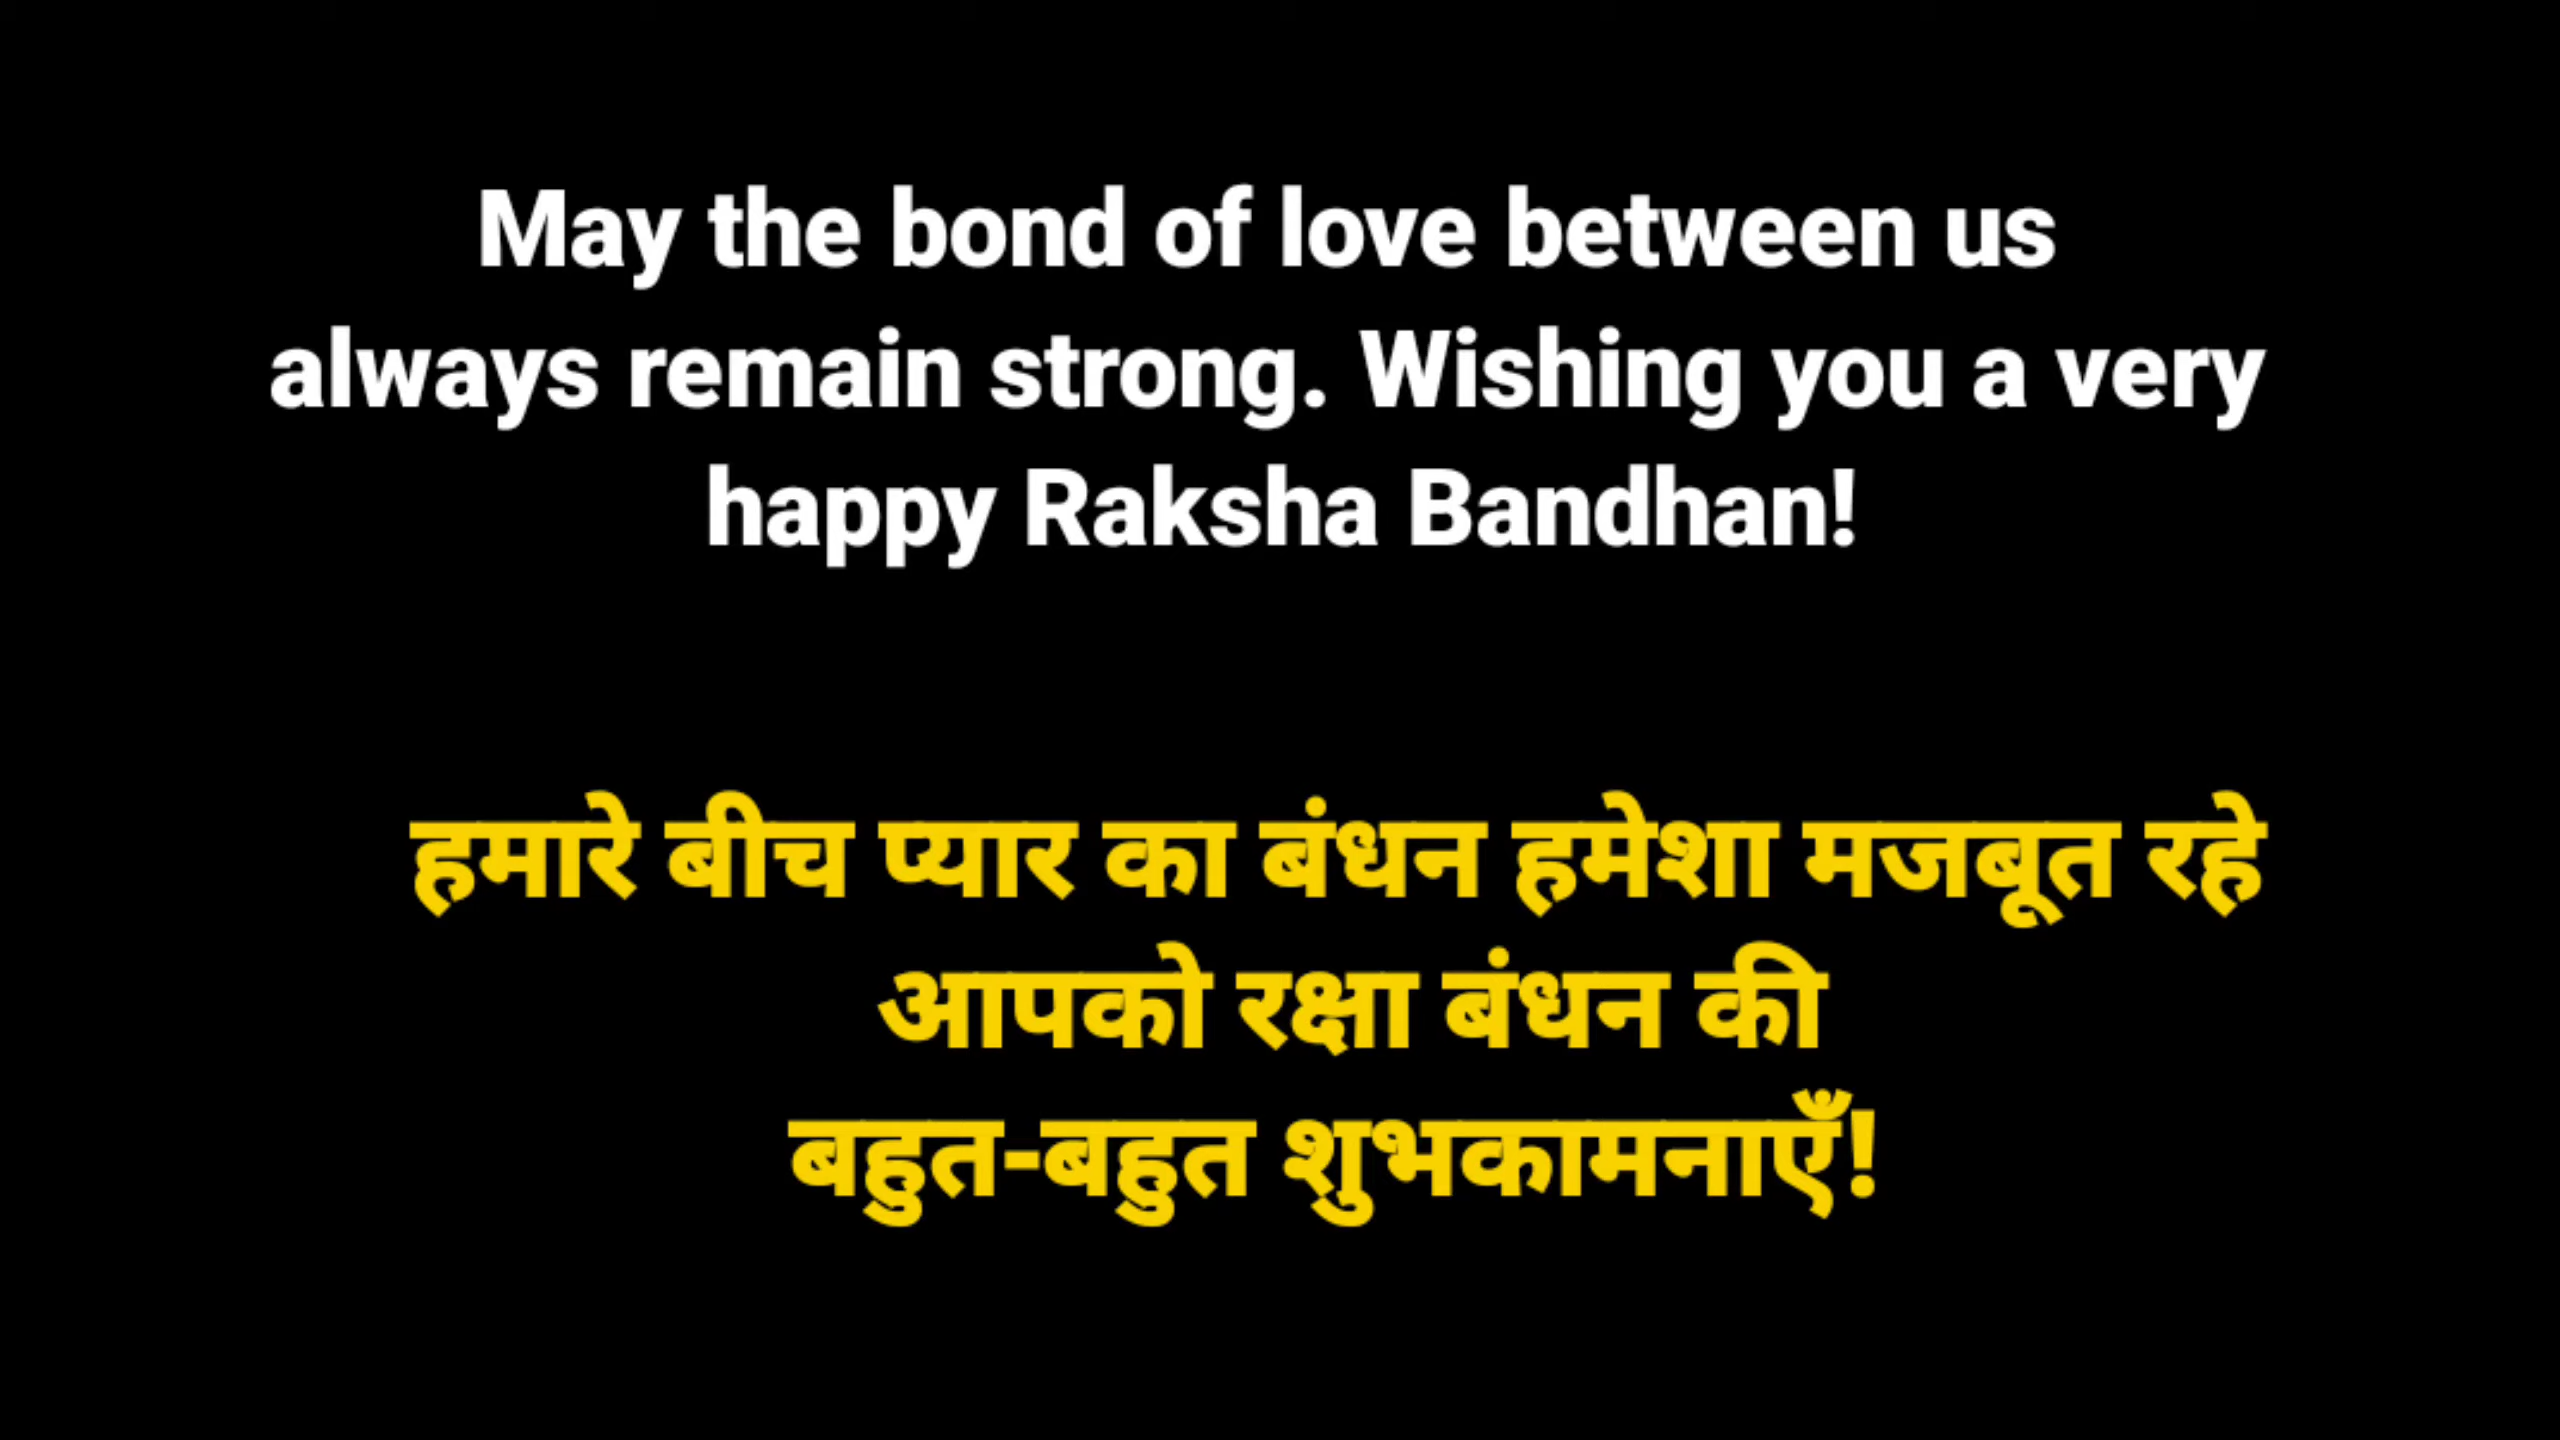 May the bond of love between us
always remain strong. Wishing you a very
happy Raksha Bandhan!
हमारे बीच प्यार का बंधन हमेशा मजबूत रहे
आपको रक्षा बंधन की
बहुत-बहुत शुभकामनाएँ!